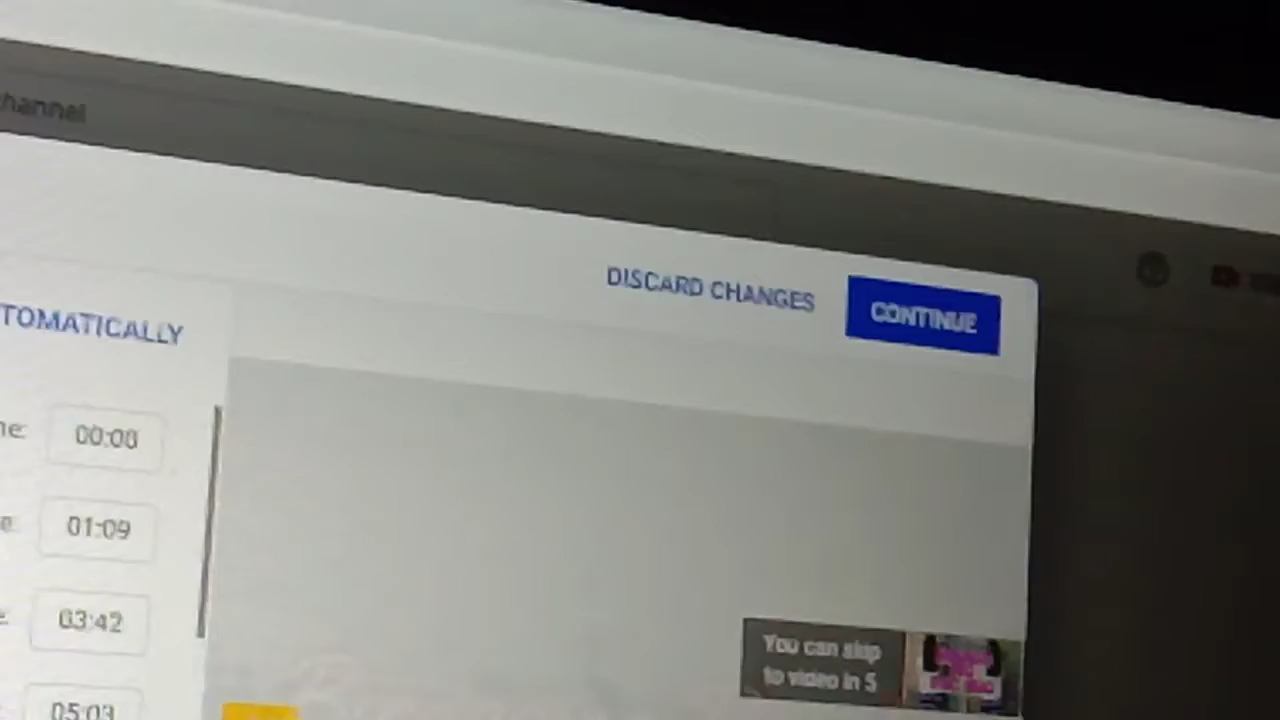 hannel
DISCARD CHANGES
CONTINUE
TOMATICALLY
00:00
01:09
03:42
05:03
You can skip
to video in 5